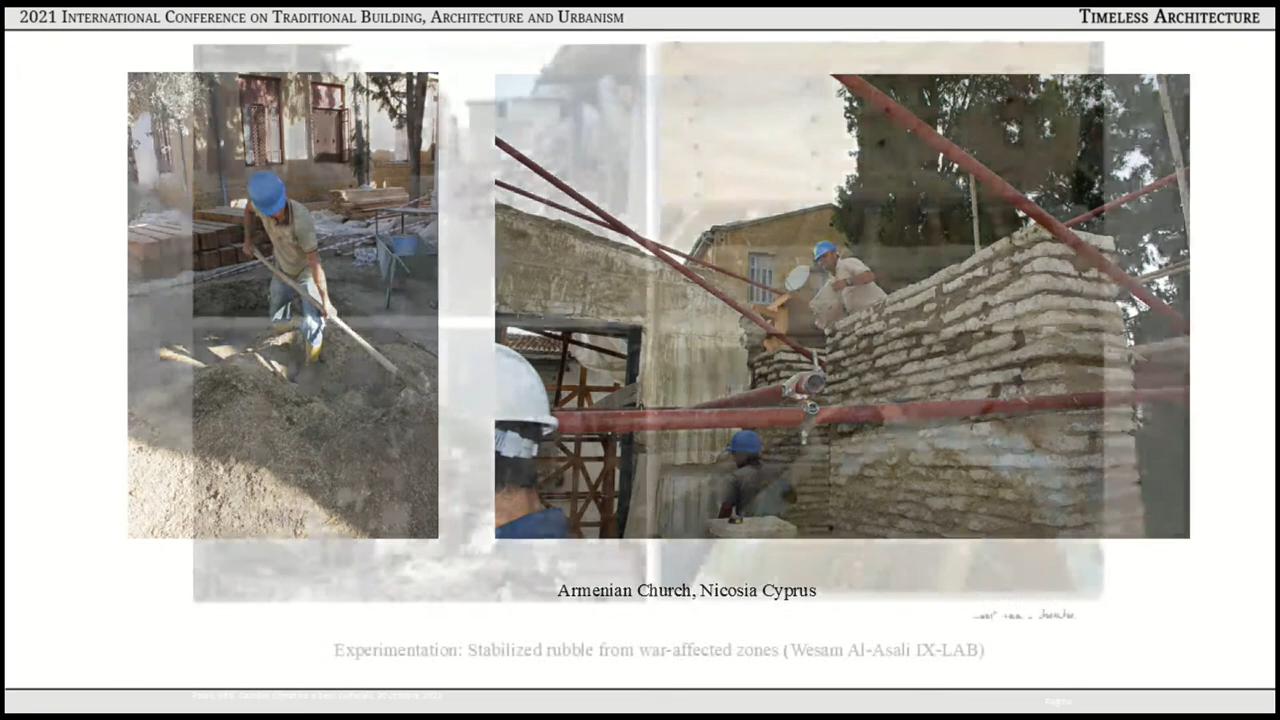 2021 International Conference on Traditional Building, Architecture and Urbanism
Timeless Architecture
Armenian Church, Nicosia Cyprus
Experimentation: Stabilized rubble from war-affected zones (Wesam Al-Asali IX-LAB)